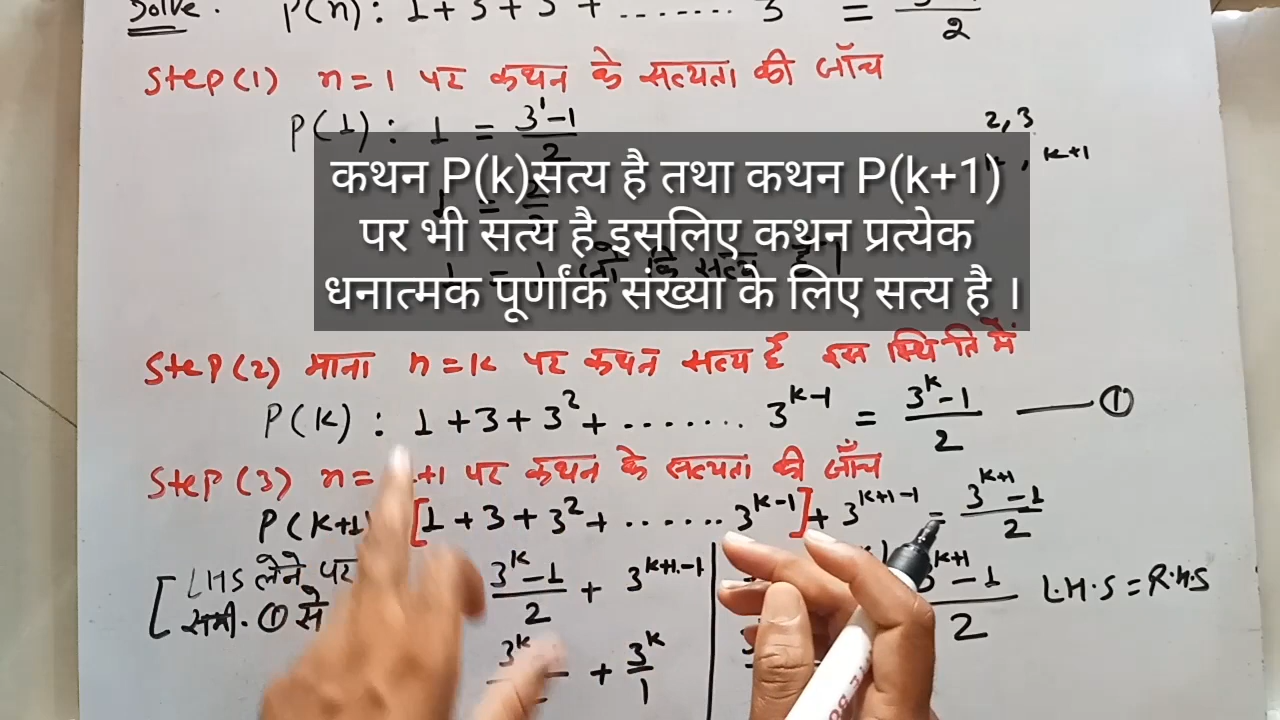 Solve. P(n): 1+3+3 + ....... 3 = 2
Step(1) n=1 पर कथन के सत्यता की जाँच
P(1): 1 = 3¹-1 / 2
2, 3
, k+1
कथन P(k)सत्य है तथा कथन P(k+1)
पर भी सत्य है इसलिए कथन प्रत्येक
धनात्मक पूर्णांक संख्या के लिए सत्य है ।
Step(2) माना n=k पर कथन सत्य है इस स्थिति में
P(k): 1+3+3²+....... 3^(k-1) = (3^k-1)/2 — ①
Step(3) n= +1 पर कथन के सत्यता की जाँच
P(k+1 [1+3+3²+...... 3^(k-1)]+3^(k+1-1) = (3^(k+1)-1)/2
[LHS लेने पर (3^k-1)/2 + 3^(k+1-1)
समी. ① से
3^(k+1)-1 / 2 L.H.S = R.H.S
3^k + 3^k/1